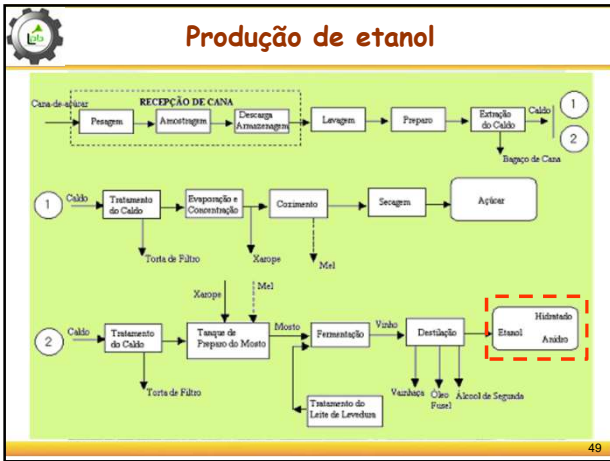 Produção de etanol
RECEPÇÃO DE CANA
Cana-de-açúcar
Pesagem
Amostragem
Descarga
Armazenagem
Lavagem
Preparo
Extração
do Caldo
Caldo
1
2
Bagaço de Cana
1
Caldo
Tratamento
do Caldo
Evaporação e
Concentração
Cozimento
Secagem
Açúcar
Torta de Filtro
Xarope
Mel
Xarope
Mel
2
Caldo
Tratamento
do Caldo
Tanque de
Preparo do Mosto
Mosto
Fermentação
Vinho
Destilação
Etanol
Hidratado
Anidro
Torta de Filtro
Tratamento do
Leite de Levedura
Vainhaça
Óleo
Fusel
Álcool de Segunda
49